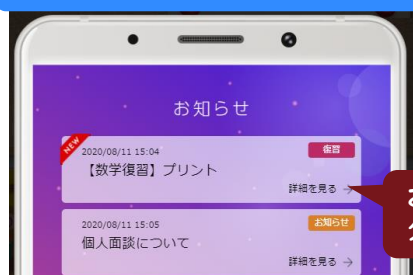 お知らせ
NEW
2020/08/11 15:04
復習
【数学復習】プリント
詳細を見る →
2020/08/11 15:05
お知らせ
個人面談について
詳細を見る →